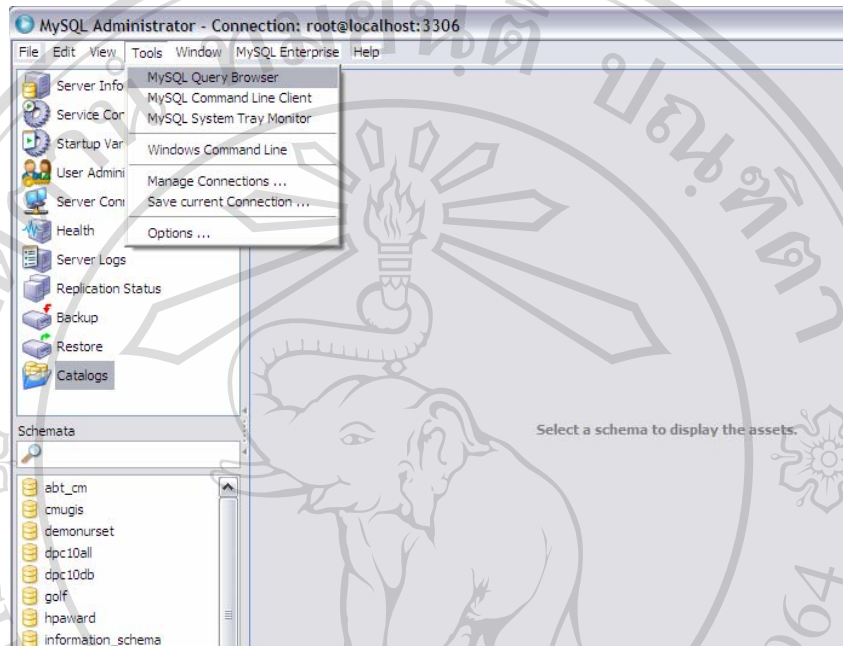 MySQL Administrator - Connection: root@localhost:3306
File Edit View Tools Window MySQL Enterprise Help
MySQL Query Browser
MySQL Command Line Client
MySQL System Tray Monitor
Windows Command Line
Manage Connections ...
Save current Connection ...
Options ...
Server Info
Service Con
Startup Var
User Admini
Server Conn
Health
Server Logs
Replication Status
Backup
Restore
Catalogs
Select a schema to display the assets.
Schemata
abt_cm
cmugis
demonurset
dpc10all
dpc10db
golf
hpaward
information_schema
964